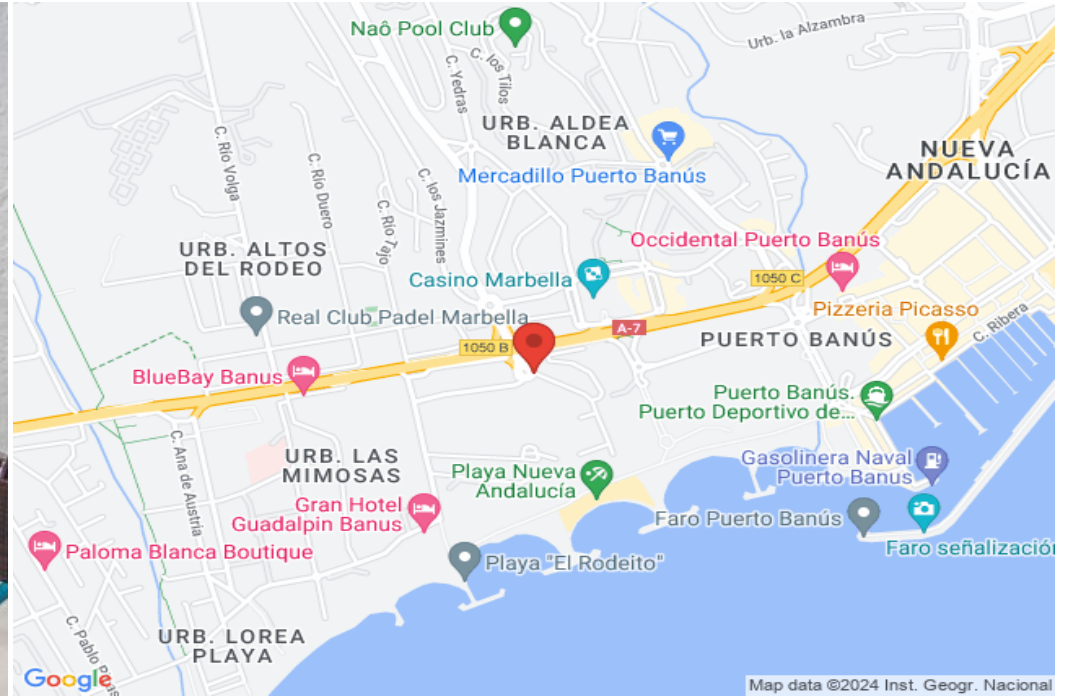 Naô Pool Club
Urb. la Alzambra
C. los Tilos
C. Yedras
URB. ALDEA
BLANCA
NUEVA
ANDALUCÍA
Mercadillo Puerto Banús
C. Río Volga
C. Río Duero
C. Río Tajo
C. los Jazmines
URB. ALTOS
DEL RODEO
Occidental Puerto Banús
Casino Marbella
1050 C
Real Club Padel Marbella
A-7
Pizzeria Picasso
C. Ribera
1050 B
PUERTO BANÚS
BlueBay Banus
Puerto Banús.
Puerto Deportivo de...
C. Ana de Austria
URB. LAS
MIMOSAS
Playa Nueva
Andalucía
Gasolinera Naval
Puerto Banus
Gran Hotel
Guadalpin Banus
Faro Puerto Banús
Paloma Blanca Boutique
Faro señalización
Playa "El Rodeito"
C. Pablo
URB. LOREA
PLAYA
Google
Map data ©2024 Inst. Geogr. Nacional